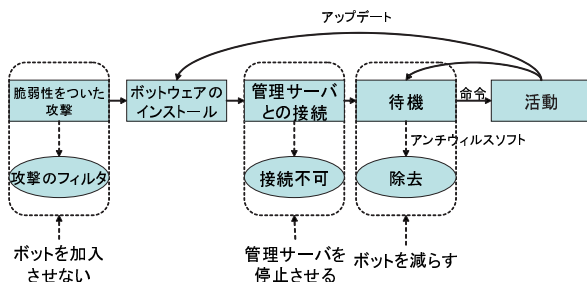 アップデート
脆弱性をついた
攻撃
ボットウェアの
インストール
管理サーバ
との接続
待機
命令
活動
アンチウィルスソフト
攻撃のフィルタ
接続不可
除去
ボットを加入
させない
管理サーバを
停止させる
ボットを減らす